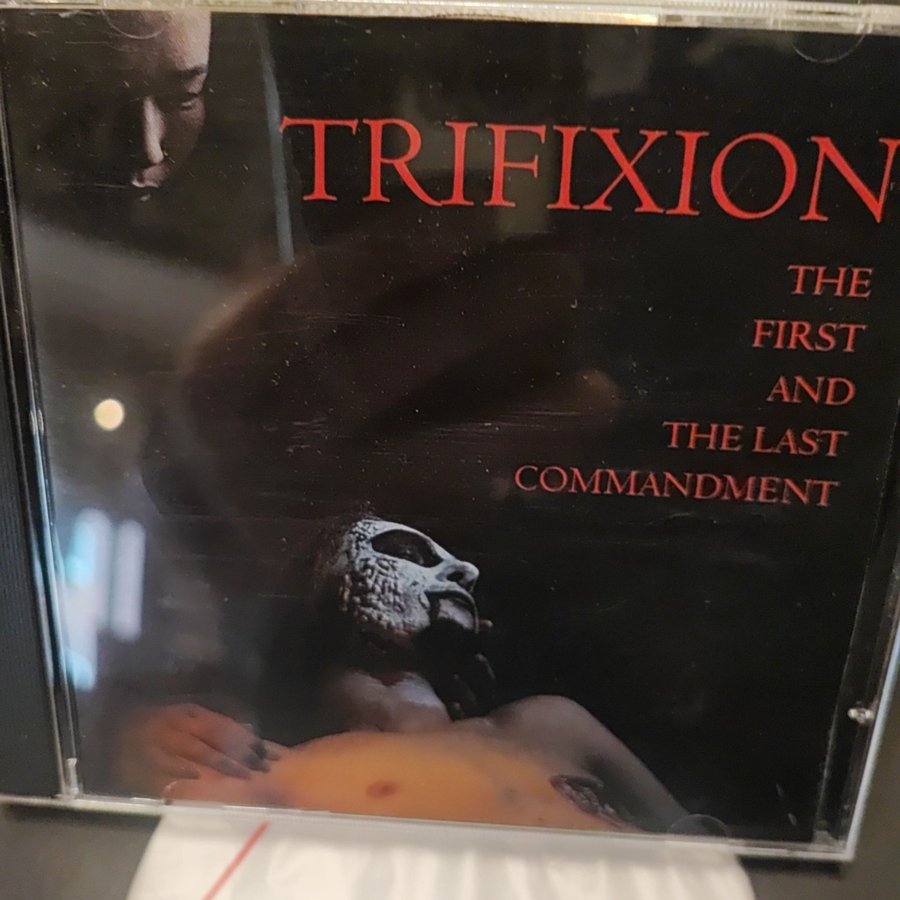 TRIFIXION
THE
FIRST
AND
THE LAST
COMMANDMENT